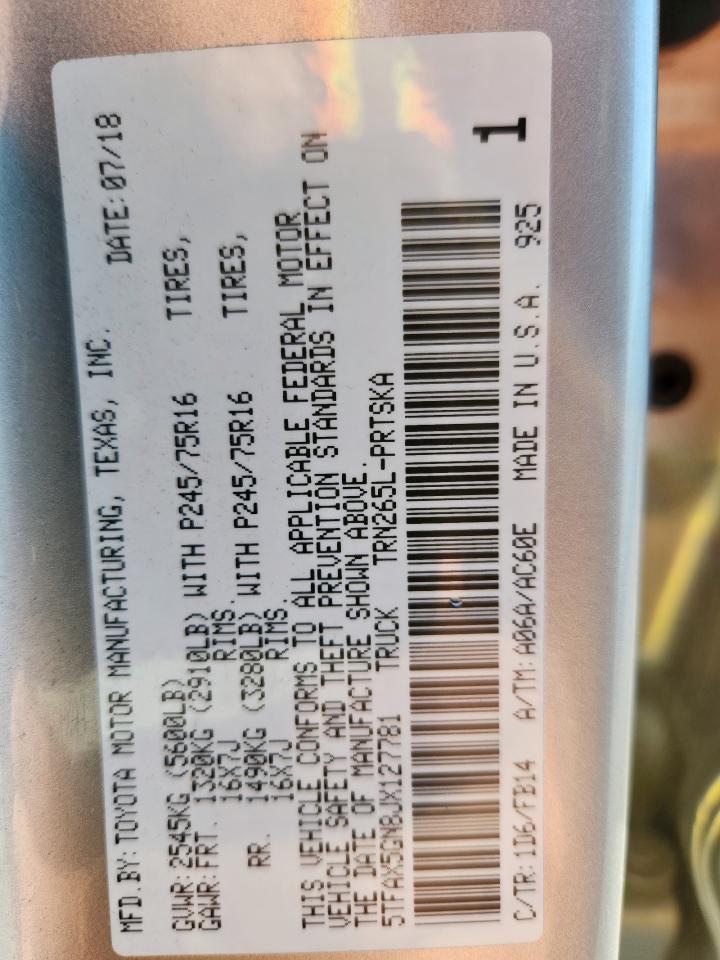 MFD.BY:TOYOTA MOTOR MANUFACTURING, TEXAS, INC. DATE:07/18
GVWR:2545KG (5600LB)
GAWR:FRT. 1320KG (2910LB) WITH P245/75R16 TIRES,
16X7J RIMS.
RR. 1490KG (3280LB) WITH P245/75R16 TIRES,
16X7J RIMS
THIS VEHICLE CONFORMS TO ALL APPLICABLE FEDERAL MOTOR
VEHICLE SAFETY AND THEFT PREVENTION STANDARDS IN EFFECT ON
THE DATE OF MANUFACTURE SHOWN ABOVE.
5TFAX5GN8JX127781 TRUCK TRN265L-PRTSKA
1
C/TR:1D6/FB14 A/TM:A06A/AC60E MADE IN U.S.A. 925